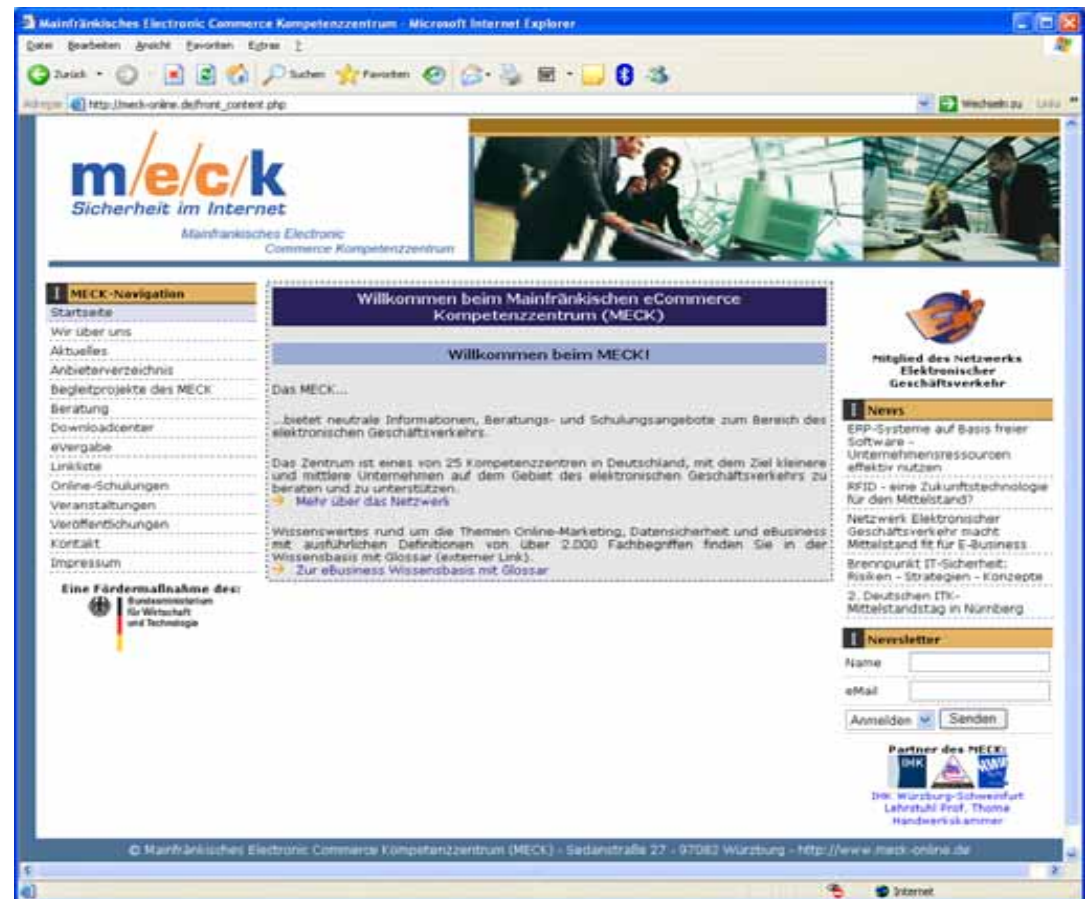 Mainfränkisches Electronic Commerce Kompetenzzentrum - Microsoft Internet Explorer
Datei Bearbeiten Ansicht Favoriten Extras ?
Zurück Suchen Favoriten
http://meck-online.de/front_content.php Wechseln zu Links
m/e/c/k
Sicherheit im Internet
Mainfränkisches Electronic
Commerce Kompetenzzentrum
MECK-Navigation
Startseite
Wir über uns
Aktuelles
Anbieterverzeichnis
Begleitprojekte des MECK
Beratung
Downloadcenter
eVergabe
Linkliste
Online-Schulungen
Veranstaltungen
Veröffentlichungen
Kontakt
Impressum
Eine Fördermaßnahme des:
Bundesministerium
für Wirtschaft
und Technologie
Willkommen beim Mainfränkischen eCommerce
Kompetenzzentrum (MECK)
Willkommen beim MECK!
Das MECK...
...bietet neutrale Informationen, Beratungs- und Schulungsangebote zum Bereich des
elektronischen Geschäftsverkehrs.
Das Zentrum ist eines von 25 Kompetenzzentren in Deutschland, mit dem Ziel kleinere
und mittlere Unternehmen auf dem Gebiet des elektronischen Geschäftsverkehrs zu
beraten und zu unterstützen.
Mehr über das Netzwerk
Wissenswertes rund um die Themen Online-Marketing, Datensicherheit und eBusiness
mit ausführlichen Definitionen von über 2.000 Fachbegriffen finden Sie in der
Wissensbasis mit Glossar (externer Link).
Zur eBusiness Wissensbasis mit Glossar
Mitglied des Netzwerks
Elektronischer
Geschäftsverkehr
News
ERP-Systeme auf Basis freier
Software -
Unternehmensressourcen
effektiv nutzen
RFID - eine Zukunftstechnologie
für den Mittelstand?
Netzwerk Elektronischer
Geschäftsverkehr macht
Mittelstand fit für E-Business
Brennpunkt IT-Sicherheit:
Risiken - Strategien - Konzepte
2. Deutschen ITK-
Mittelstandstag in Nürnberg
Newsletter
Name
eMail
Anmelden Senden
Partner des MECK:
IHK
IHK Würzburg-Schweinfurt
Lehrstuhl Prof. Thome
Handwerkskammer
© Mainfränkisches Electronic Commerce Kompetenzzentrum (MECK) - Sedanstraße 27 - 97082 Würzburg - http://www.meck-online.de
Internet